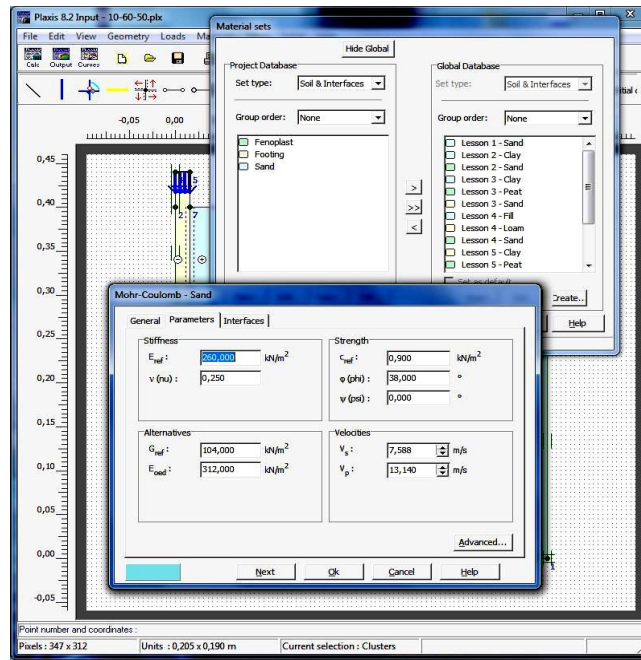 Plaxis 8.2 Input - 10-60-50.plx
File Edit View Geometry Loads
Calc Output Curves
-0,05 0,00
0,45
0,40
0,35
0,30
0,25
0,20
0,15
0,10
0,05
0,00
-0,05
5
2 7
Material sets
Hide Global
Project Database
Set type: Soil & Interfaces
Group order: None
Fenoplast
Footing
Sand
>
>>
<
Global Database
Set type: Soil & Interfaces
Group order: None
Lesson 1 - Sand
Lesson 2 - Clay
Lesson 2 - Sand
Lesson 3 - Clay
Lesson 3 - Peat
Lesson 3 - Sand
Lesson 4 - Fill
Lesson 4 - Loam
Lesson 4 - Sand
Lesson 5 - Clay
Lesson 5 - Peat
Set as default
Create..
Help
Mohr-Coulomb - Sand
General Parameters Interfaces
Stiffness
Eref : 260,000 kN/m²
ν (nu) : 0,250
Strength
cref : 0,900 kN/m²
φ (phi) : 38,000 °
ψ (psi) : 0,000 °
Alternatives
Gref : 104,000 kN/m²
Eoed : 312,000 kN/m²
Velocities
Vs : 7,588 m/s
Vp : 13,140 m/s
Advanced...
Next Ok Cancel Help
Point number and coordinates :
Pixels : 347 x 312 Units : 0,205 x 0,190 m Current selection : Clusters